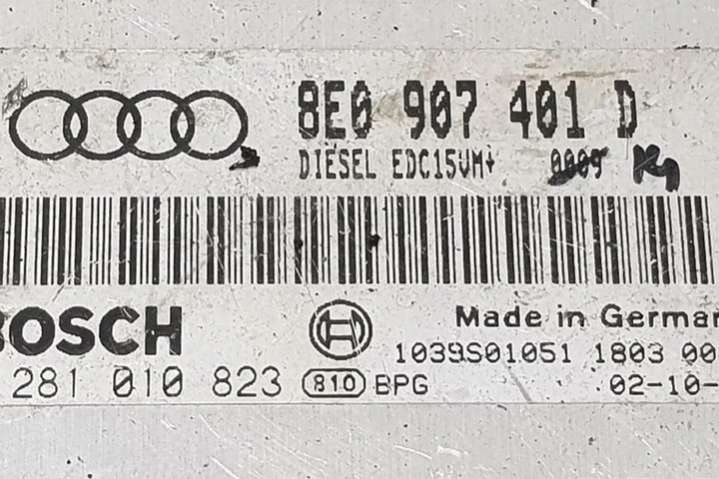 8E0 907 401 D
DIESEL EDC15VM+ 0009
BOSCH
Made in German
1039S01051 1803 00
281 010 823 810 BPG 02-10-